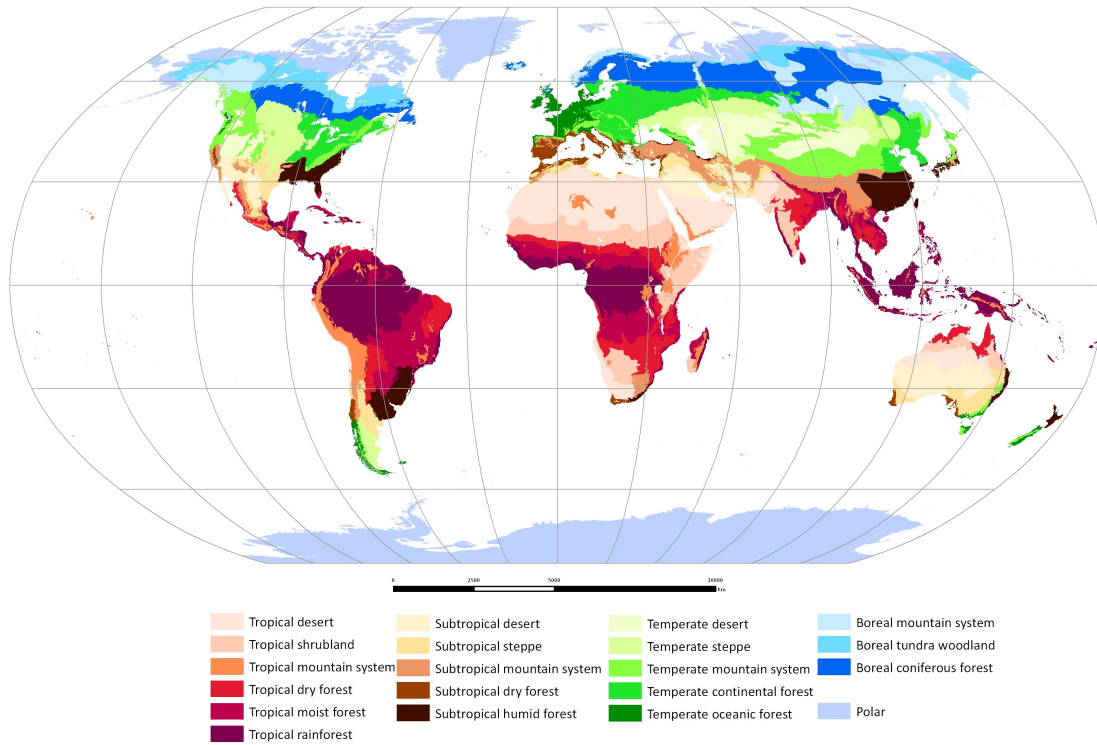 0 2500 5000 10000
Km
Tropical desert
Tropical shrubland
Tropical mountain system
Tropical dry forest
Tropical moist forest
Tropical rainforest
Subtropical desert
Subtropical steppe
Subtropical mountain system
Subtropical dry forest
Subtropical humid forest
Temperate desert
Temperate steppe
Temperate mountain system
Temperate continental forest
Temperate oceanic forest
Boreal mountain system
Boreal tundra woodland
Boreal coniferous forest
Polar